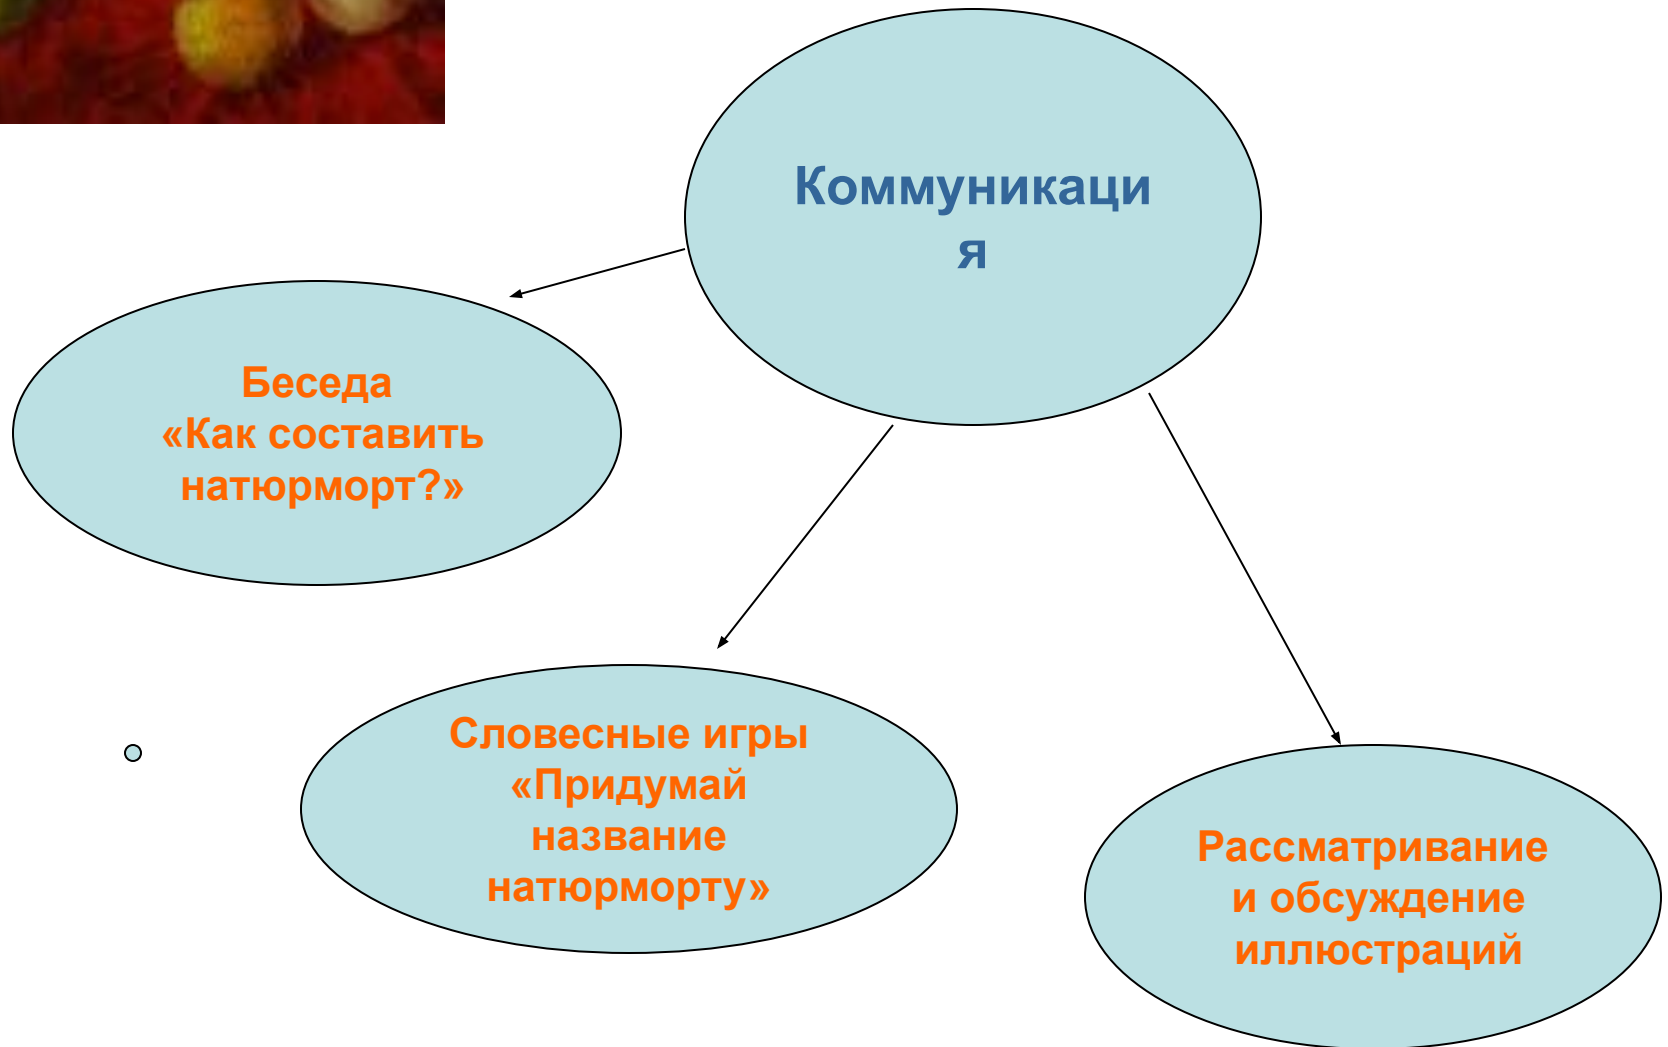 Коммуникаци
я
Беседа
«Как составить
натюрморт?»
Словесные игры
«Придумай
название
натюрморту»
Рассматривание
и обсуждение
иллюстраций